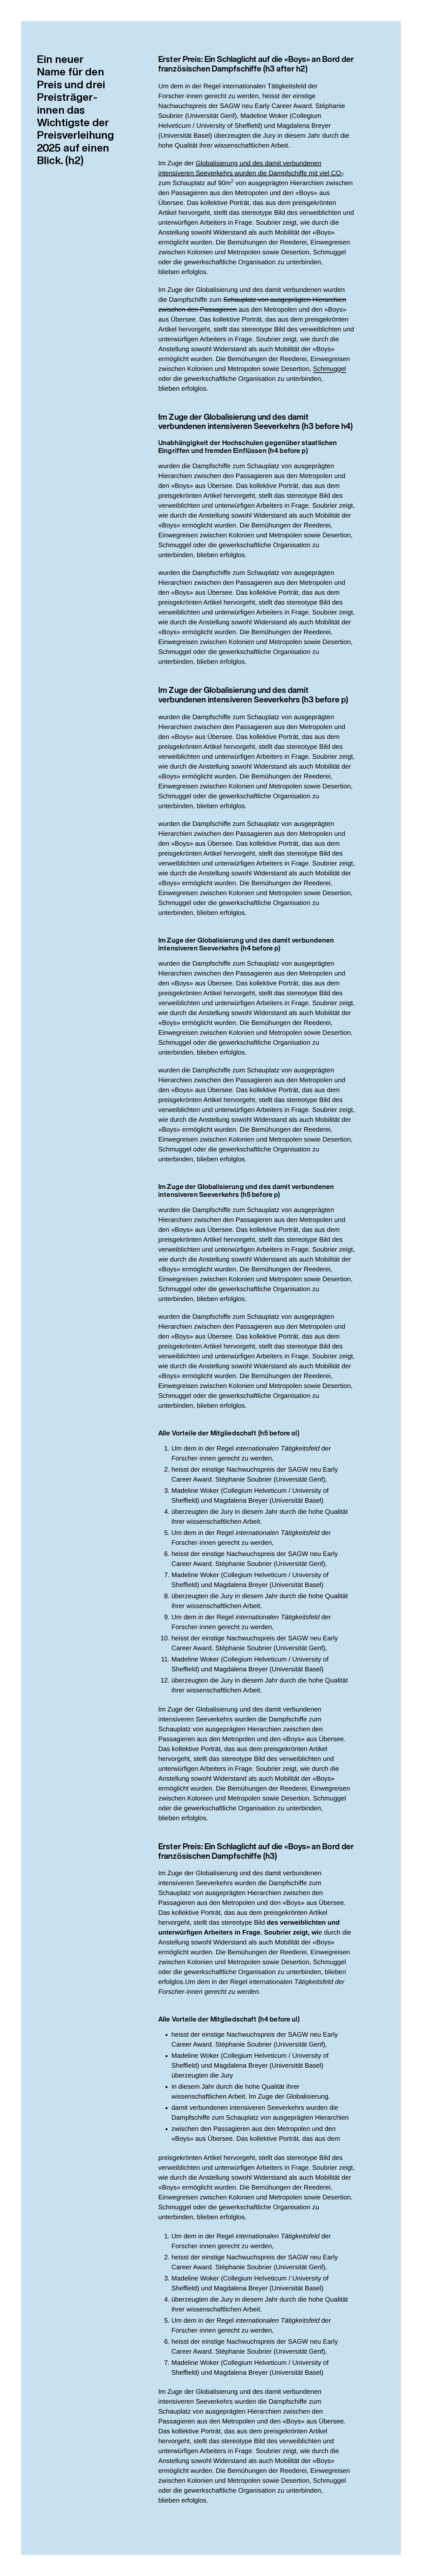 Ein neuer
Name für den
Preis und drei
Preisträger-
innen das
Wichtigste der
Preisverleihung
2025 auf einen
Blick. (h2)
Erster Preis: Ein Schlaglicht auf die «Boys» an Bord der
französischen Dampfschiffe (h3 after h2)
Um dem in der Regel internationalen Tätigkeitsfeld der
Forscher·innen gerecht zu werden, heisst der einstige
Nachwuchspreis der SAGW neu Early Career Award. Stéphanie
Soubrier (Universität Genf), Madeline Woker (Collegium
Helveticum / University of Sheffield) und Magdalena Breyer
(Universität Basel) überzeugten die Jury in diesem Jahr durch die
hohe Qualität ihrer wissenschaftlichen Arbeit.
Im Zuge der Globalisierung und des damit verbundenen
intensiveren Seeverkehrs wurden die Dampfschiffe mit viel CO₂
zum Schauplatz auf 90m² von ausgeprägten Hierarchien zwischen
den Passagieren aus den Metropolen und den «Boys» aus
Übersee. Das kollektive Porträt, das aus dem preisgekrönten
Artikel hervorgeht, stellt das stereotype Bild des verweiblichten und
unterwürfigen Arbeiters in Frage. Soubrier zeigt, wie durch die
Anstellung sowohl Widerstand als auch Mobilität der «Boys»
ermöglicht wurden. Die Bemühungen der Reederei, Einwegreisen
zwischen Kolonien und Metropolen sowie Desertion, Schmuggel
oder die gewerkschaftliche Organisation zu unterbinden,
blieben erfolglos.
Im Zuge der Globalisierung und des damit verbundenen wurden
die Dampfschiffe zum Schauplatz von ausgeprägten Hierarchien
zwischen den Passagieren aus den Metropolen und den «Boys»
aus Übersee. Das kollektive Porträt, das aus dem preisgekrönten
Artikel hervorgeht, stellt das stereotype Bild des verweiblichten und
unterwürfigen Arbeiters in Frage. Soubrier zeigt, wie durch die
Anstellung sowohl Widerstand als auch Mobilität der «Boys»
ermöglicht wurden. Die Bemühungen der Reederei, Einwegreisen
zwischen Kolonien und Metropolen sowie Desertion, Schmuggel
oder die gewerkschaftliche Organisation zu unterbinden,
blieben erfolglos.
Im Zuge der Globalisierung und des damit
verbundenen intensiveren Seeverkehrs (h3 before h4)
Unabhängigkeit der Hochschulen gegenüber staatlichen
Eingriffen und fremden Einflüssen (h4 before p)
wurden die Dampfschiffe zum Schauplatz von ausgeprägten
Hierarchien zwischen den Passagieren aus den Metropolen und
den «Boys» aus Übersee. Das kollektive Porträt, das aus dem
preisgekrönten Artikel hervorgeht, stellt das stereotype Bild des
verweiblichten und unterwürfigen Arbeiters in Frage. Soubrier zeigt,
wie durch die Anstellung sowohl Widerstand als auch Mobilität der
«Boys» ermöglicht wurden. Die Bemühungen der Reederei,
Einwegreisen zwischen Kolonien und Metropolen sowie Desertion,
Schmuggel oder die gewerkschaftliche Organisation zu
unterbinden, blieben erfolglos.
wurden die Dampfschiffe zum Schauplatz von ausgeprägten
Hierarchien zwischen den Passagieren aus den Metropolen und
den «Boys» aus Übersee. Das kollektive Porträt, das aus dem
preisgekrönten Artikel hervorgeht, stellt das stereotype Bild des
verweiblichten und unterwürfigen Arbeiters in Frage. Soubrier zeigt,
wie durch die Anstellung sowohl Widerstand als auch Mobilität der
«Boys» ermöglicht wurden. Die Bemühungen der Reederei,
Einwegreisen zwischen Kolonien und Metropolen sowie Desertion,
Schmuggel oder die gewerkschaftliche Organisation zu
unterbinden, blieben erfolglos.
Im Zuge der Globalisierung und des damit
verbundenen intensiveren Seeverkehrs (h3 before p)
wurden die Dampfschiffe zum Schauplatz von ausgeprägten
Hierarchien zwischen den Passagieren aus den Metropolen und
den «Boys» aus Übersee. Das kollektive Porträt, das aus dem
preisgekrönten Artikel hervorgeht, stellt das stereotype Bild des
verweiblichten und unterwürfigen Arbeiters in Frage. Soubrier zeigt,
wie durch die Anstellung sowohl Widerstand als auch Mobilität der
«Boys» ermöglicht wurden. Die Bemühungen der Reederei,
Einwegreisen zwischen Kolonien und Metropolen sowie Desertion,
Schmuggel oder die gewerkschaftliche Organisation zu
unterbinden, blieben erfolglos.
wurden die Dampfschiffe zum Schauplatz von ausgeprägten
Hierarchien zwischen den Passagieren aus den Metropolen und
den «Boys» aus Übersee. Das kollektive Porträt, das aus dem
preisgekrönten Artikel hervorgeht, stellt das stereotype Bild des
verweiblichten und unterwürfigen Arbeiters in Frage. Soubrier zeigt,
wie durch die Anstellung sowohl Widerstand als auch Mobilität der
«Boys» ermöglicht wurden. Die Bemühungen der Reederei,
Einwegreisen zwischen Kolonien und Metropolen sowie Desertion,
Schmuggel oder die gewerkschaftliche Organisation zu
unterbinden, blieben erfolglos.
Im Zuge der Globalisierung und des damit verbundenen
intensiveren Seeverkehrs (h4 before p)
wurden die Dampfschiffe zum Schauplatz von ausgeprägten
Hierarchien zwischen den Passagieren aus den Metropolen und
den «Boys» aus Übersee. Das kollektive Porträt, das aus dem
preisgekrönten Artikel hervorgeht, stellt das stereotype Bild des
verweiblichten und unterwürfigen Arbeiters in Frage. Soubrier zeigt,
wie durch die Anstellung sowohl Widerstand als auch Mobilität der
«Boys» ermöglicht wurden. Die Bemühungen der Reederei,
Einwegreisen zwischen Kolonien und Metropolen sowie Desertion,
Schmuggel oder die gewerkschaftliche Organisation zu
unterbinden, blieben erfolglos.
wurden die Dampfschiffe zum Schauplatz von ausgeprägten
Hierarchien zwischen den Passagieren aus den Metropolen und
den «Boys» aus Übersee. Das kollektive Porträt, das aus dem
preisgekrönten Artikel hervorgeht, stellt das stereotype Bild des
verweiblichten und unterwürfigen Arbeiters in Frage. Soubrier zeigt,
wie durch die Anstellung sowohl Widerstand als auch Mobilität der
«Boys» ermöglicht wurden. Die Bemühungen der Reederei,
Einwegreisen zwischen Kolonien und Metropolen sowie Desertion,
Schmuggel oder die gewerkschaftliche Organisation zu
unterbinden, blieben erfolglos.
Im Zuge der Globalisierung und des damit verbundenen
intensiveren Seeverkehrs (h5 before p)
wurden die Dampfschiffe zum Schauplatz von ausgeprägten
Hierarchien zwischen den Passagieren aus den Metropolen und
den «Boys» aus Übersee. Das kollektive Porträt, das aus dem
preisgekrönten Artikel hervorgeht, stellt das stereotype Bild des
verweiblichten und unterwürfigen Arbeiters in Frage. Soubrier zeigt,
wie durch die Anstellung sowohl Widerstand als auch Mobilität der
«Boys» ermöglicht wurden. Die Bemühungen der Reederei,
Einwegreisen zwischen Kolonien und Metropolen sowie Desertion,
Schmuggel oder die gewerkschaftliche Organisation zu
unterbinden, blieben erfolglos.
wurden die Dampfschiffe zum Schauplatz von ausgeprägten
Hierarchien zwischen den Passagieren aus den Metropolen und
den «Boys» aus Übersee. Das kollektive Porträt, das aus dem
preisgekrönten Artikel hervorgeht, stellt das stereotype Bild des
verweiblichten und unterwürfigen Arbeiters in Frage. Soubrier zeigt,
wie durch die Anstellung sowohl Widerstand als auch Mobilität der
«Boys» ermöglicht wurden. Die Bemühungen der Reederei,
Einwegreisen zwischen Kolonien und Metropolen sowie Desertion,
Schmuggel oder die gewerkschaftliche Organisation zu
unterbinden, blieben erfolglos.
Alle Vorteile der Mitgliedschaft (h5 before ol)
1. Um dem in der Regel internationalen Tätigkeitsfeld der
Forscher·innen gerecht zu werden,
2. heisst der einstige Nachwuchspreis der SAGW neu Early
Career Award. Stéphanie Soubrier (Universität Genf),
3. Madeline Woker (Collegium Helveticum / University of
Sheffield) und Magdalena Breyer (Universität Basel)
4. überzeugten die Jury in diesem Jahr durch die hohe Qualität
ihrer wissenschaftlichen Arbeit.
5. Um dem in der Regel internationalen Tätigkeitsfeld der
Forscher·innen gerecht zu werden,
6. heisst der einstige Nachwuchspreis der SAGW neu Early
Career Award. Stéphanie Soubrier (Universität Genf),
7. Madeline Woker (Collegium Helveticum / University of
Sheffield) und Magdalena Breyer (Universität Basel)
8. überzeugten die Jury in diesem Jahr durch die hohe Qualität
ihrer wissenschaftlichen Arbeit.
9. Um dem in der Regel internationalen Tätigkeitsfeld der
Forscher·innen gerecht zu werden,
10. heisst der einstige Nachwuchspreis der SAGW neu Early
Career Award. Stéphanie Soubrier (Universität Genf),
11. Madeline Woker (Collegium Helveticum / University of
Sheffield) und Magdalena Breyer (Universität Basel)
12. überzeugten die Jury in diesem Jahr durch die hohe Qualität
ihrer wissenschaftlichen Arbeit.
Im Zuge der Globalisierung und des damit verbundenen
intensiveren Seeverkehrs wurden die Dampfschiffe zum
Schauplatz von ausgeprägten Hierarchien zwischen den
Passagieren aus den Metropolen und den «Boys» aus Übersee.
Das kollektive Porträt, das aus dem preisgekrönten Artikel
hervorgeht, stellt das stereotype Bild des verweiblichten und
unterwürfigen Arbeiters in Frage. Soubrier zeigt, wie durch die
Anstellung sowohl Widerstand als auch Mobilität der «Boys»
ermöglicht wurden. Die Bemühungen der Reederei, Einwegreisen
zwischen Kolonien und Metropolen sowie Desertion, Schmuggel
oder die gewerkschaftliche Organisation zu unterbinden,
blieben erfolglos.
Erster Preis: Ein Schlaglicht auf die «Boys» an Bord der
französischen Dampfschiffe (h3)
Im Zuge der Globalisierung und des damit verbundenen
intensiveren Seeverkehrs wurden die Dampfschiffe zum
Schauplatz von ausgeprägten Hierarchien zwischen den
Passagieren aus den Metropolen und den «Boys» aus Übersee.
Das kollektive Porträt, das aus dem preisgekrönten Artikel
hervorgeht, stellt das stereotype Bild des verweiblichten und
unterwürfigen Arbeiters in Frage. Soubrier zeigt, wie durch die
Anstellung sowohl Widerstand als auch Mobilität der «Boys»
ermöglicht wurden. Die Bemühungen der Reederei, Einwegreisen
zwischen Kolonien und Metropolen sowie Desertion, Schmuggel
oder die gewerkschaftliche Organisation zu unterbinden, blieben
erfolglos.Um dem in der Regel internationalen Tätigkeitsfeld der
Forscher·innen gerecht zu werden.
Alle Vorteile der Mitgliedschaft (h4 before ul)
• heisst der einstige Nachwuchspreis der SAGW neu Early
Career Award. Stéphanie Soubrier (Universität Genf),
• Madeline Woker (Collegium Helveticum / University of
Sheffield) und Magdalena Breyer (Universität Basel)
überzeugten die Jury
• in diesem Jahr durch die hohe Qualität ihrer
wissenschaftlichen Arbeit. Im Zuge der Globalisierung.
• damit verbundenen intensiveren Seeverkehrs wurden die
Dampfschiffe zum Schauplatz von ausgeprägten Hierarchien
• zwischen den Passagieren aus den Metropolen und den
«Boys» aus Übersee. Das kollektive Porträt, das aus dem
preisgekrönten Artikel hervorgeht, stellt das stereotype Bild des
verweiblichten und unterwürfigen Arbeiters in Frage. Soubrier zeigt,
wie durch die Anstellung sowohl Widerstand als auch Mobilität der
«Boys» ermöglicht wurden. Die Bemühungen der Reederei,
Einwegreisen zwischen Kolonien und Metropolen sowie Desertion,
Schmuggel oder die gewerkschaftliche Organisation zu
unterbinden, blieben erfolglos.
1. Um dem in der Regel internationalen Tätigkeitsfeld der
Forscher·innen gerecht zu werden,
2. heisst der einstige Nachwuchspreis der SAGW neu Early
Career Award. Stéphanie Soubrier (Universität Genf),
3. Madeline Woker (Collegium Helveticum / University of
Sheffield) und Magdalena Breyer (Universität Basel)
4. überzeugten die Jury in diesem Jahr durch die hohe Qualität
ihrer wissenschaftlichen Arbeit.
5. Um dem in der Regel internationalen Tätigkeitsfeld der
Forscher·innen gerecht zu werden,
6. heisst der einstige Nachwuchspreis der SAGW neu Early
Career Award. Stéphanie Soubrier (Universität Genf),
7. Madeline Woker (Collegium Helveticum / University of
Sheffield) und Magdalena Breyer (Universität Basel)
Im Zuge der Globalisierung und des damit verbundenen
intensiveren Seeverkehrs wurden die Dampfschiffe zum
Schauplatz von ausgeprägten Hierarchien zwischen den
Passagieren aus den Metropolen und den «Boys» aus Übersee.
Das kollektive Porträt, das aus dem preisgekrönten Artikel
hervorgeht, stellt das stereotype Bild des verweiblichten und
unterwürfigen Arbeiters in Frage. Soubrier zeigt, wie durch die
Anstellung sowohl Widerstand als auch Mobilität der «Boys»
ermöglicht wurden. Die Bemühungen der Reederei, Einwegreisen
zwischen Kolonien und Metropolen sowie Desertion, Schmuggel
oder die gewerkschaftliche Organisation zu unterbinden,
blieben erfolglos.